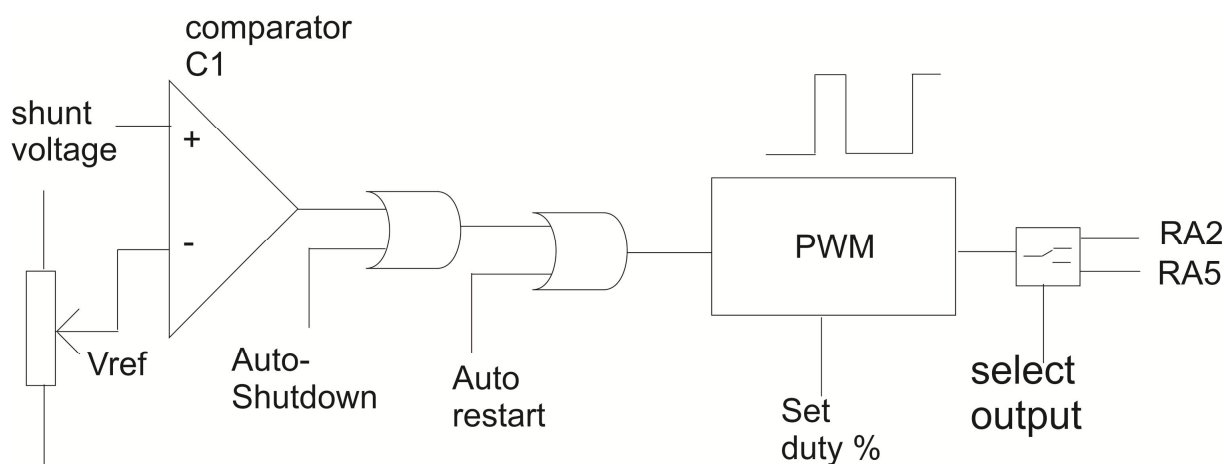 comparator
C1
shunt
voltage
+
-
Vref
Auto-
Shutdown
Auto
restart
PWM
Set
duty %
RA2
RA5
select
output